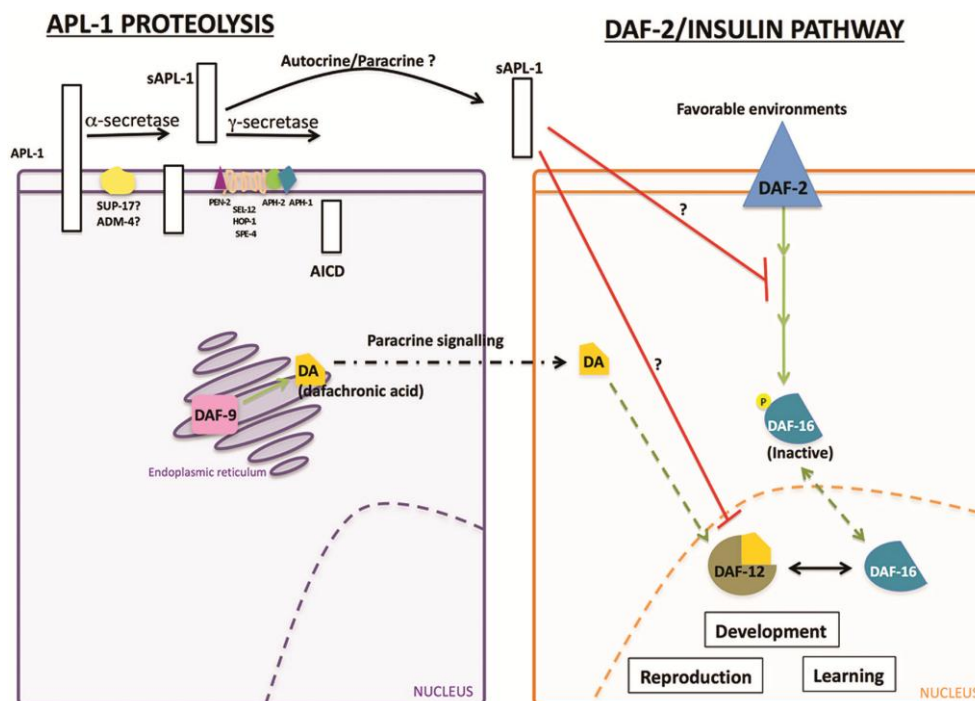 APL-1 PROTEOLYSIS
DAF-2/INSULIN PATHWAY
Autocrine/Paracrine ?
sAPL-1
sAPL-1
Favorable environments
α-secretase
γ-secretase
APL-1
DAF-2
SUP-17?
ADM-4?
PEN-2
SEL-12
HOP-1
SPE-4
APH-2
APH-1
?
AICD
Paracrine signalling
DA
(dafachronic acid)
DA
?
P
DAF-9
DAF-16
(Inactive)
Endoplasmic reticulum
DAF-12
DAF-16
Development
Reproduction
Learning
NUCLEUS
NUCLEUS